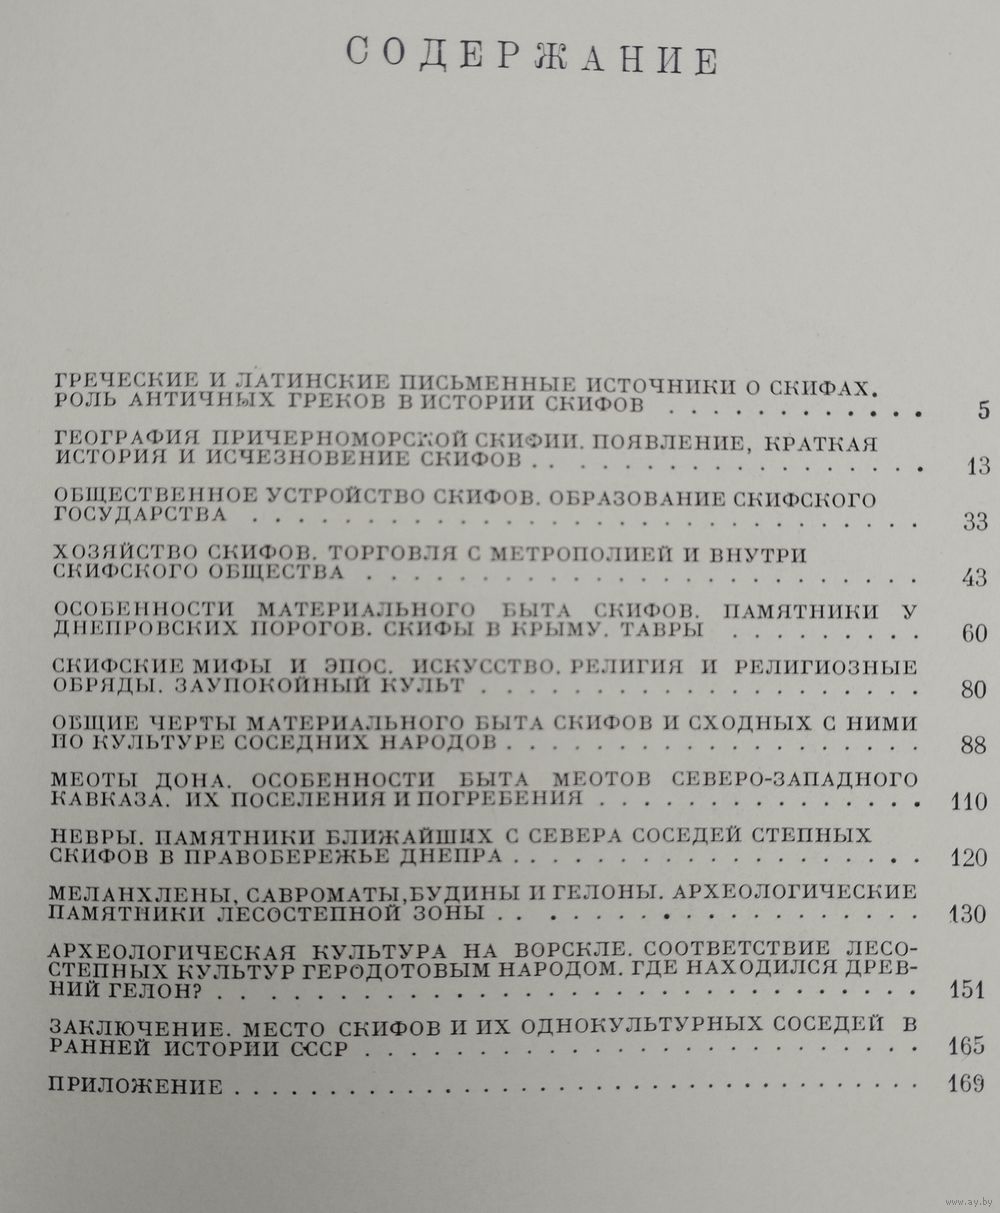 СОДЕРЖАНИЕ
ГРЕЧЕСКИЕ И ЛАТИНСКИЕ ПИСЬМЕННЫЕ ИСТОЧНИКИ О СКИФАХ.
РОЛЬ АНТИЧНЫХ ГРЕКОВ В ИСТОРИИ СКИФОВ . . . . . . . . . . . 5
ГЕОГРАФИЯ ПРИЧЕРНОМОРСКОЙ СКИФИИ. ПОЯВЛЕНИЕ, КРАТКАЯ
ИСТОРИЯ И ИСЧЕЗНОВЕНИЕ СКИФОВ . . . . . . . . . . . . . . . 13
ОБЩЕСТВЕННОЕ УСТРОЙСТВО СКИФОВ. ОБРАЗОВАНИЕ СКИФСКОГО
ГОСУДАРСТВА . . . . . . . . . . . . . . . . . . . . . . 33
ХОЗЯЙСТВО СКИФОВ. ТОРГОВЛЯ С МЕТРОПОЛИЕЙ И ВНУТРИ
СКИФСКОГО ОБЩЕСТВА . . . . . . . . . . . . . . . . . . 43
ОСОБЕННОСТИ МАТЕРИАЛЬНОГО БЫТА СКИФОВ. ПАМЯТНИКИ У
ДНЕПРОВСКИХ ПОРОГОВ. СКИФЫ В КРЫМУ. ТАВРЫ . . . . . . . 60
СКИФСКИЕ МИФЫ И ЭПОС. ИСКУССТВО. РЕЛИГИЯ И РЕЛИГИОЗНЫЕ
ОБРЯДЫ. ЗАУПОКОЙНЫЙ КУЛЬТ . . . . . . . . . . . . . . . 80
ОБЩИЕ ЧЕРТЫ МАТЕРИАЛЬНОГО БЫТА СКИФОВ И СХОДНЫХ С НИМИ
ПО КУЛЬТУРЕ СОСЕДНИХ НАРОДОВ . . . . . . . . . . . . . . 88
МЕОТЫ ДОНА. ОСОБЕННОСТИ БЫТА МЕОТОВ СЕВЕРО-ЗАПАДНОГО
КАВКАЗА. ИХ ПОСЕЛЕНИЯ И ПОГРЕБЕНИЯ . . . . . . . . . . . 110
НЕВРЫ. ПАМЯТНИКИ БЛИЖАЙШИХ С СЕВЕРА СОСЕДЕЙ СТЕПНЫХ
СКИФОВ В ПРАВОБЕРЕЖЬЕ ДНЕПРА . . . . . . . . . . . . . . 120
МЕЛАНХЛЕНЫ, САВРОМАТЫ, БУДИНЫ И ГЕЛОНЫ. АРХЕОЛОГИЧЕСКИЕ
ПАМЯТНИКИ ЛЕСОСТЕПНОЙ ЗОНЫ . . . . . . . . . . . . . . . 130
АРХЕОЛОГИЧЕСКАЯ КУЛЬТУРА НА ВОРСКЛЕ. СООТВЕТСТВИЕ ЛЕСО-
СТЕПНЫХ КУЛЬТУР ГЕРОДОТОВЫМ НАРОДОМ. ГДЕ НАХОДИЛСЯ ДРЕВ-
НИЙ ГЕЛОН? . . . . . . . . . . . . . . . . . . . . . . . 151
ЗАКЛЮЧЕНИЕ. МЕСТО СКИФОВ И ИХ ОДНОКУЛЬТУРНЫХ СОСЕДЕЙ В
РАННЕЙ ИСТОРИИ СССР . . . . . . . . . . . . . . . . . . 165
ПРИЛОЖЕНИЕ . . . . . . . . . . . . . . . . . . . . . . . 169
www.ay.by